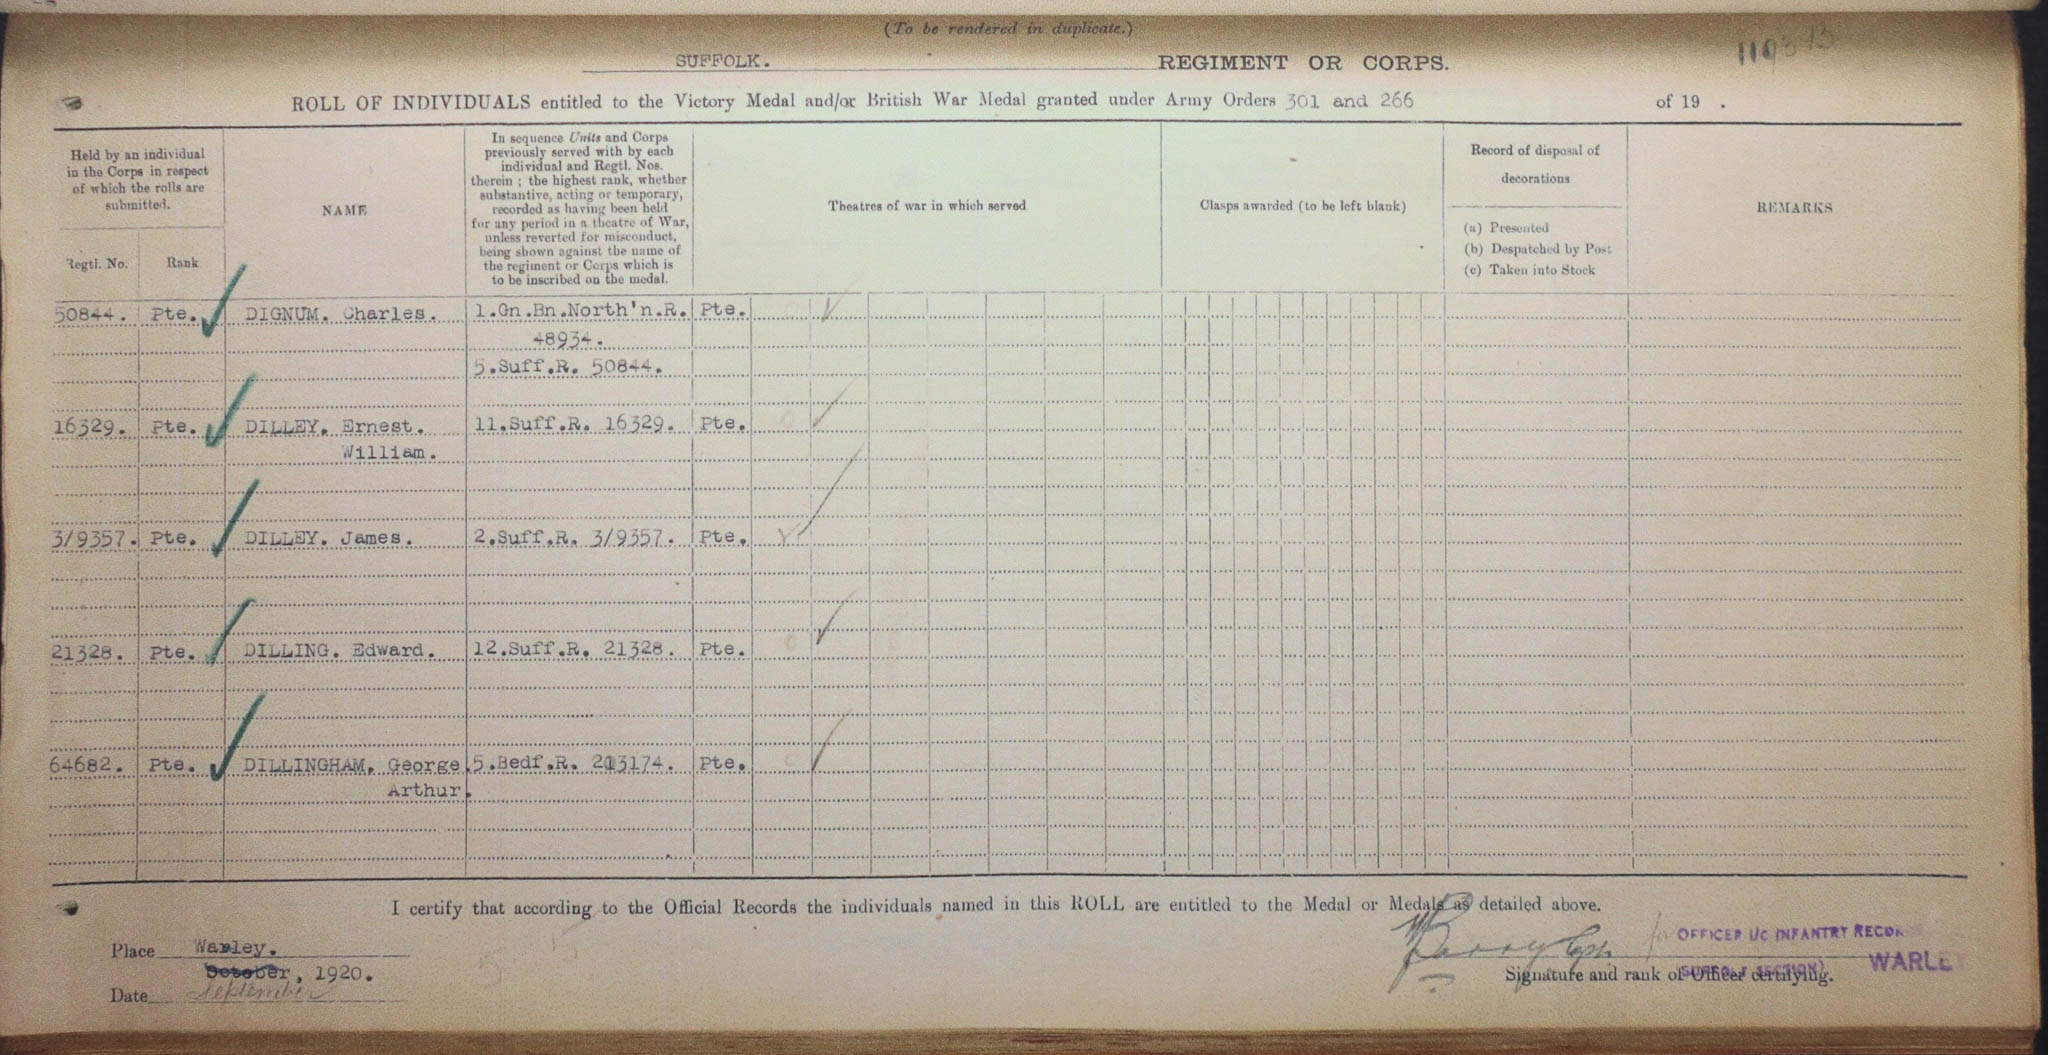 (To be rendered in duplicate.)
SUFFOLK. REGIMENT OR CORPS.
ROLL OF INDIVIDUALS entitled to the Victory Medal and/or British War Medal granted under Army Orders 301 and 266 of 19 .
Held by an individual
in the Corps in respect
of which the rolls are
submitted.
Regtl. No. Rank
NAME
In sequence Units and Corps
previously served with by each
individual and Regtl. Nos.
therein ; the highest rank, whether
substantive, acting or temporary,
recorded as having been held
for any period in a theatre of War,
unless reverted for misconduct,
being shown against the name of
the regiment or Corps which is
to be inscribed on the medal.
Theatres of war in which served
Clasps awarded (to be left blank)
Record of disposal of
decorations
(a) Presented
(b) Despatched by Post
(c) Taken into Stock
REMARKS
50844. Pte. DIGNUM. Charles. 1.Gn.Bn.North'n.R. Pte.
48934.
5.Suff.R. 50844.
16329. Pte. DILLEY. Ernest. 11.Suff.R. 16329. Pte.
William.
3/9357. Pte. DILLEY. James. 2.Suff.R. 3/9357. Pte.
21328. Pte. DILLING. Edward. 12.Suff.R. 21328. Pte.
64682. Pte. DILLINGHAM. George 5.Bedf.R. Pte.
Arthur.
I certify that according to the Official Records the individuals named in this ROLL are entitled to the Medal or Medals as detailed above.
Place Warley.
October, 1920.
Date September
for OFFICER I/C INFANTRY RECOR
(SUFFOLK SECTION) WARLEY
Signature and rank of Officer certifying.